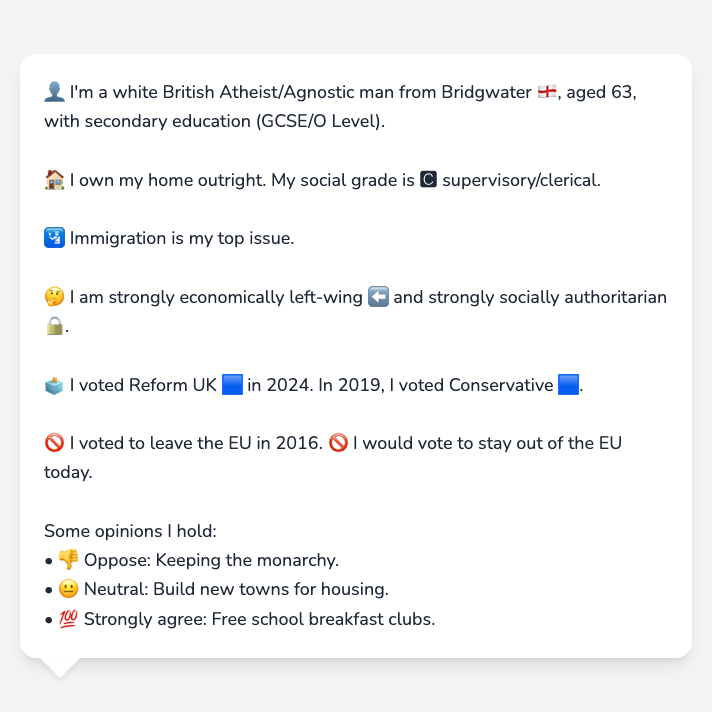 👤 I'm a white British Atheist/Agnostic man from Bridgwater 🏴󠁧󠁢󠁥󠁮󠁧󠁿, aged 63,
with secondary education (GCSE/O Level).
🏠 I own my home outright. My social grade is 🅲 supervisory/clerical.
🛂 Immigration is my top issue.
🤔 I am strongly economically left-wing ⬅️ and strongly socially authoritarian
🔒.
🗳️ I voted Reform UK 🟦 in 2024. In 2019, I voted Conservative 🟦.
🚫 I voted to leave the EU in 2016. 🚫 I would vote to stay out of the EU
today.
Some opinions I hold:
• 👎 Oppose: Keeping the monarchy.
• 😐 Neutral: Build new towns for housing.
• 💯 Strongly agree: Free school breakfast clubs.